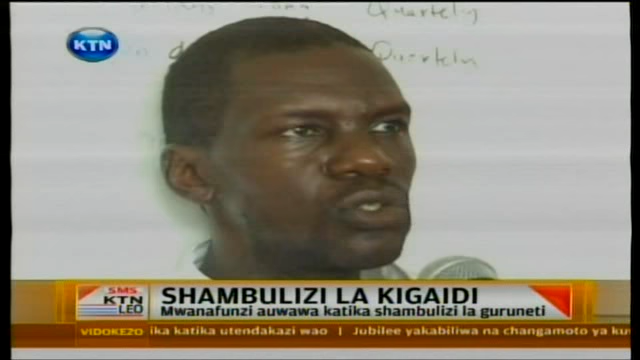 Quarterly
KTN
Quarterly
SMS
KTN
LEO
SHAMBULIZI LA KIGAIDI
Mwanafunzi auwawa katika shambulizi la guruneti
VIDOKEZO
ika katika utendakazi wao | Jubilee yakabiliwa na changamoto ya ku